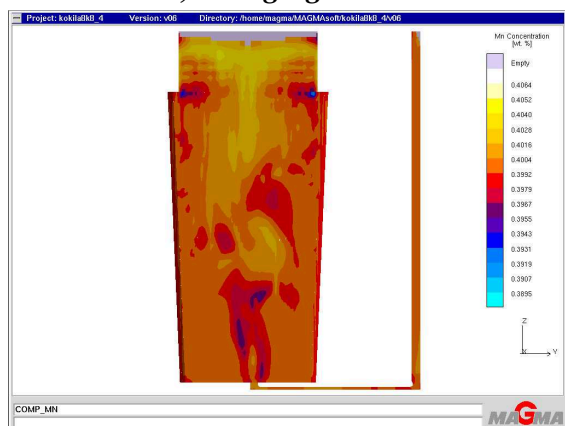 Project: kokila8k8_4 Version: v06 Directory: /home/magma/MAGMAsoft/kokila8k8_4/v06
Mn Concentration
[wt. %]
Empty
0.4064
0.4052
0.4040
0.4028
0.4016
0.4004
0.3992
0.3979
0.3967
0.3955
0.3943
0.3931
0.3919
0.3907
0.3895
Z
X
Y
COMP_MN
MAGMA